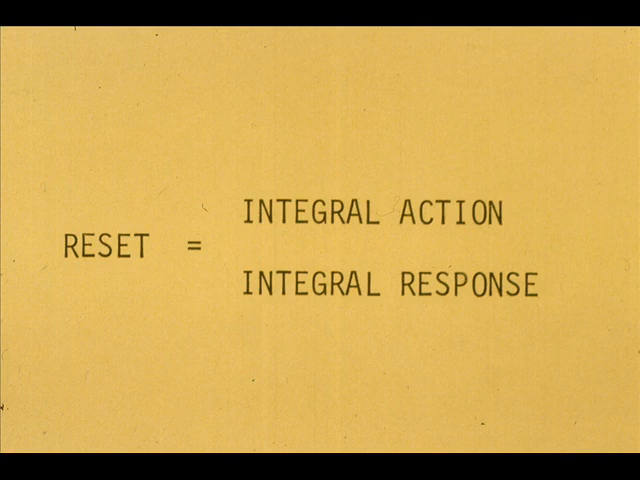 INTEGRAL ACTION
RESET =
INTEGRAL RESPONSE